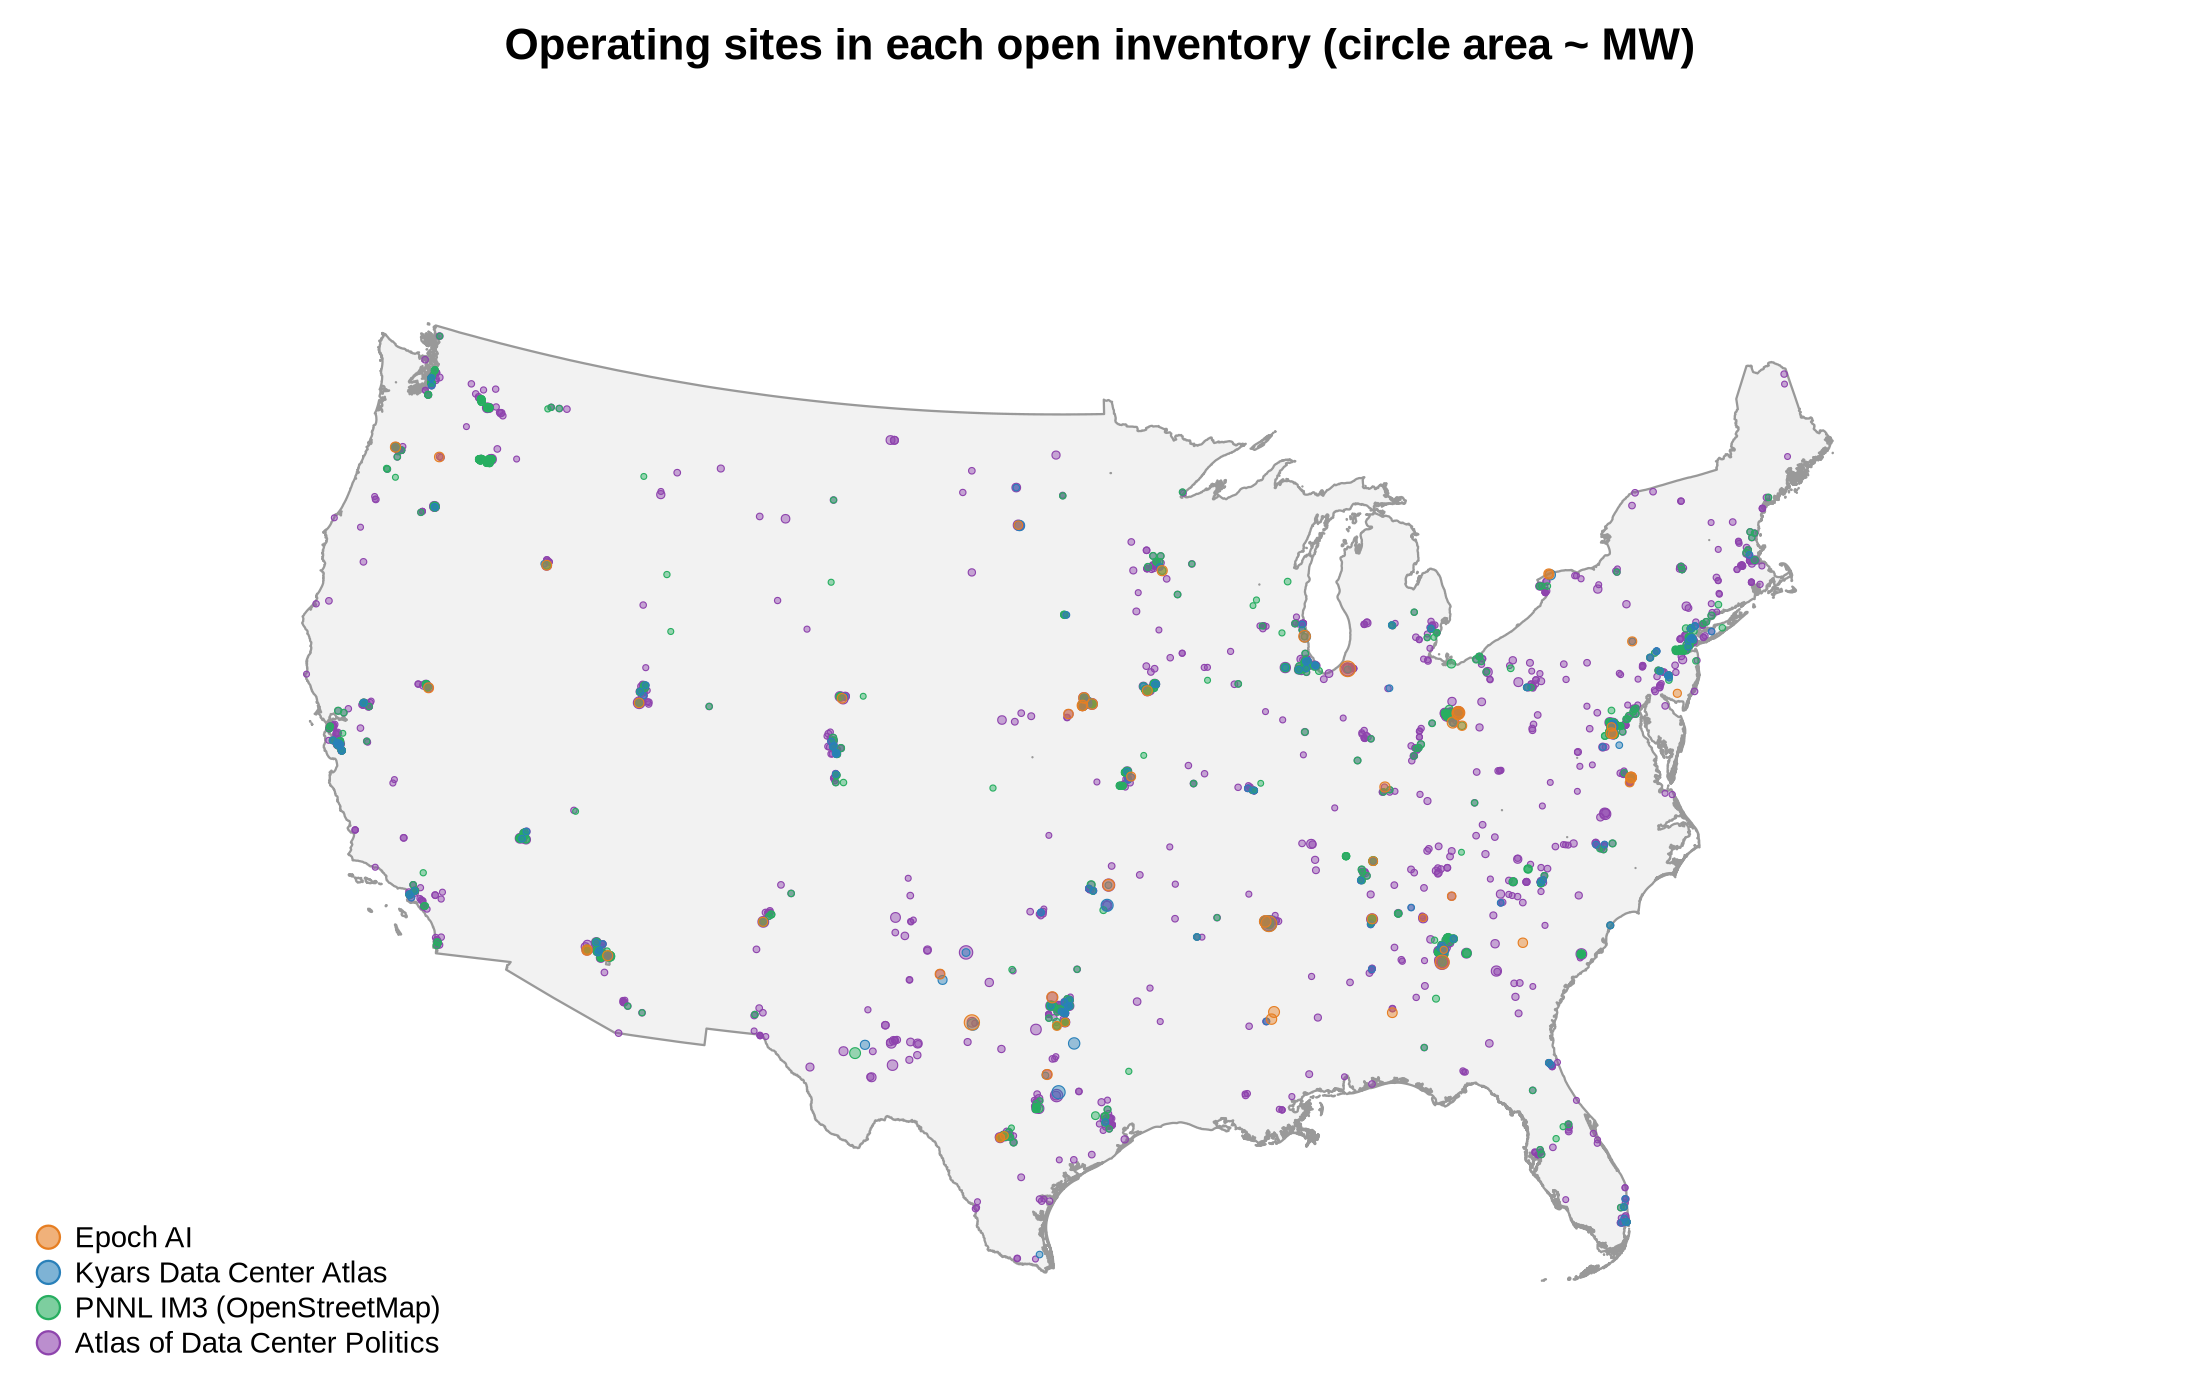 Operating sites in each open inventory (circle area ~ MW)
Epoch AI
Kyars Data Center Atlas
PNNL IM3 (OpenStreetMap)
Atlas of Data Center Politics